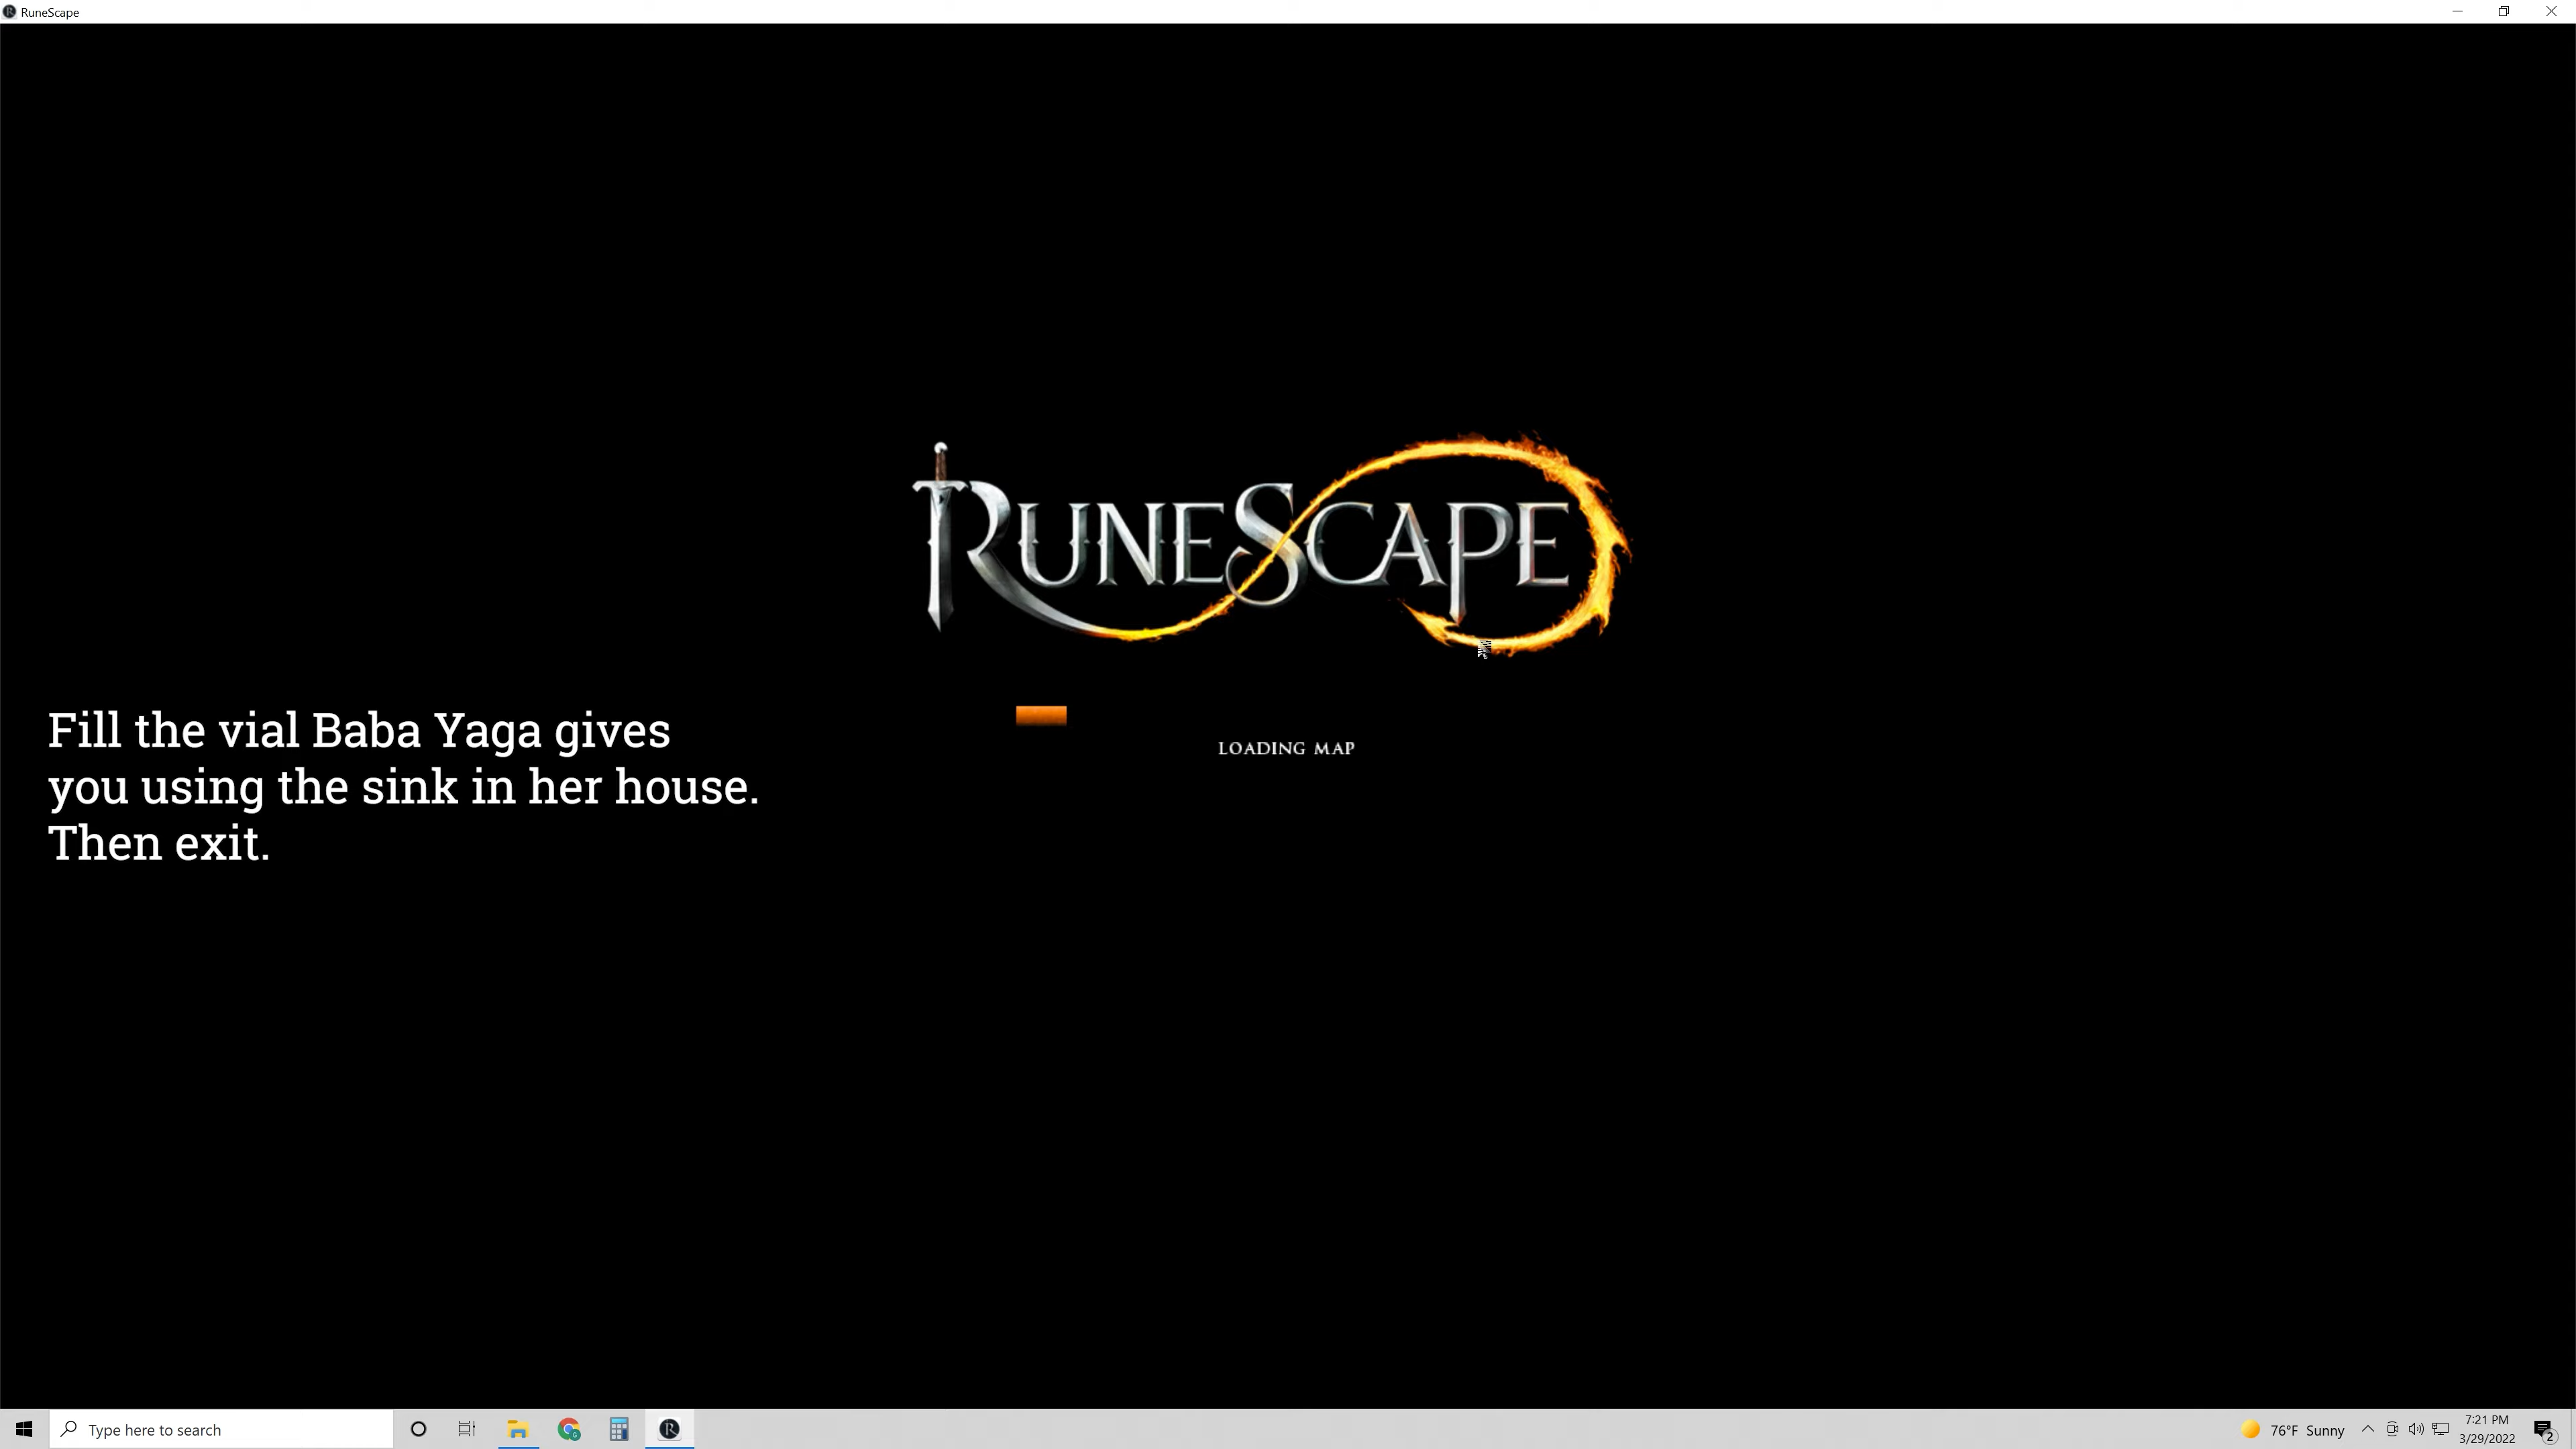 RuneScape
RUNESCAPE
Fill the vial Baba Yaga gives
you using the sink in her house.
Then exit.
LOADING MAP
Type here to search
76°F Sunny
7:21 PM
3/29/2022
2